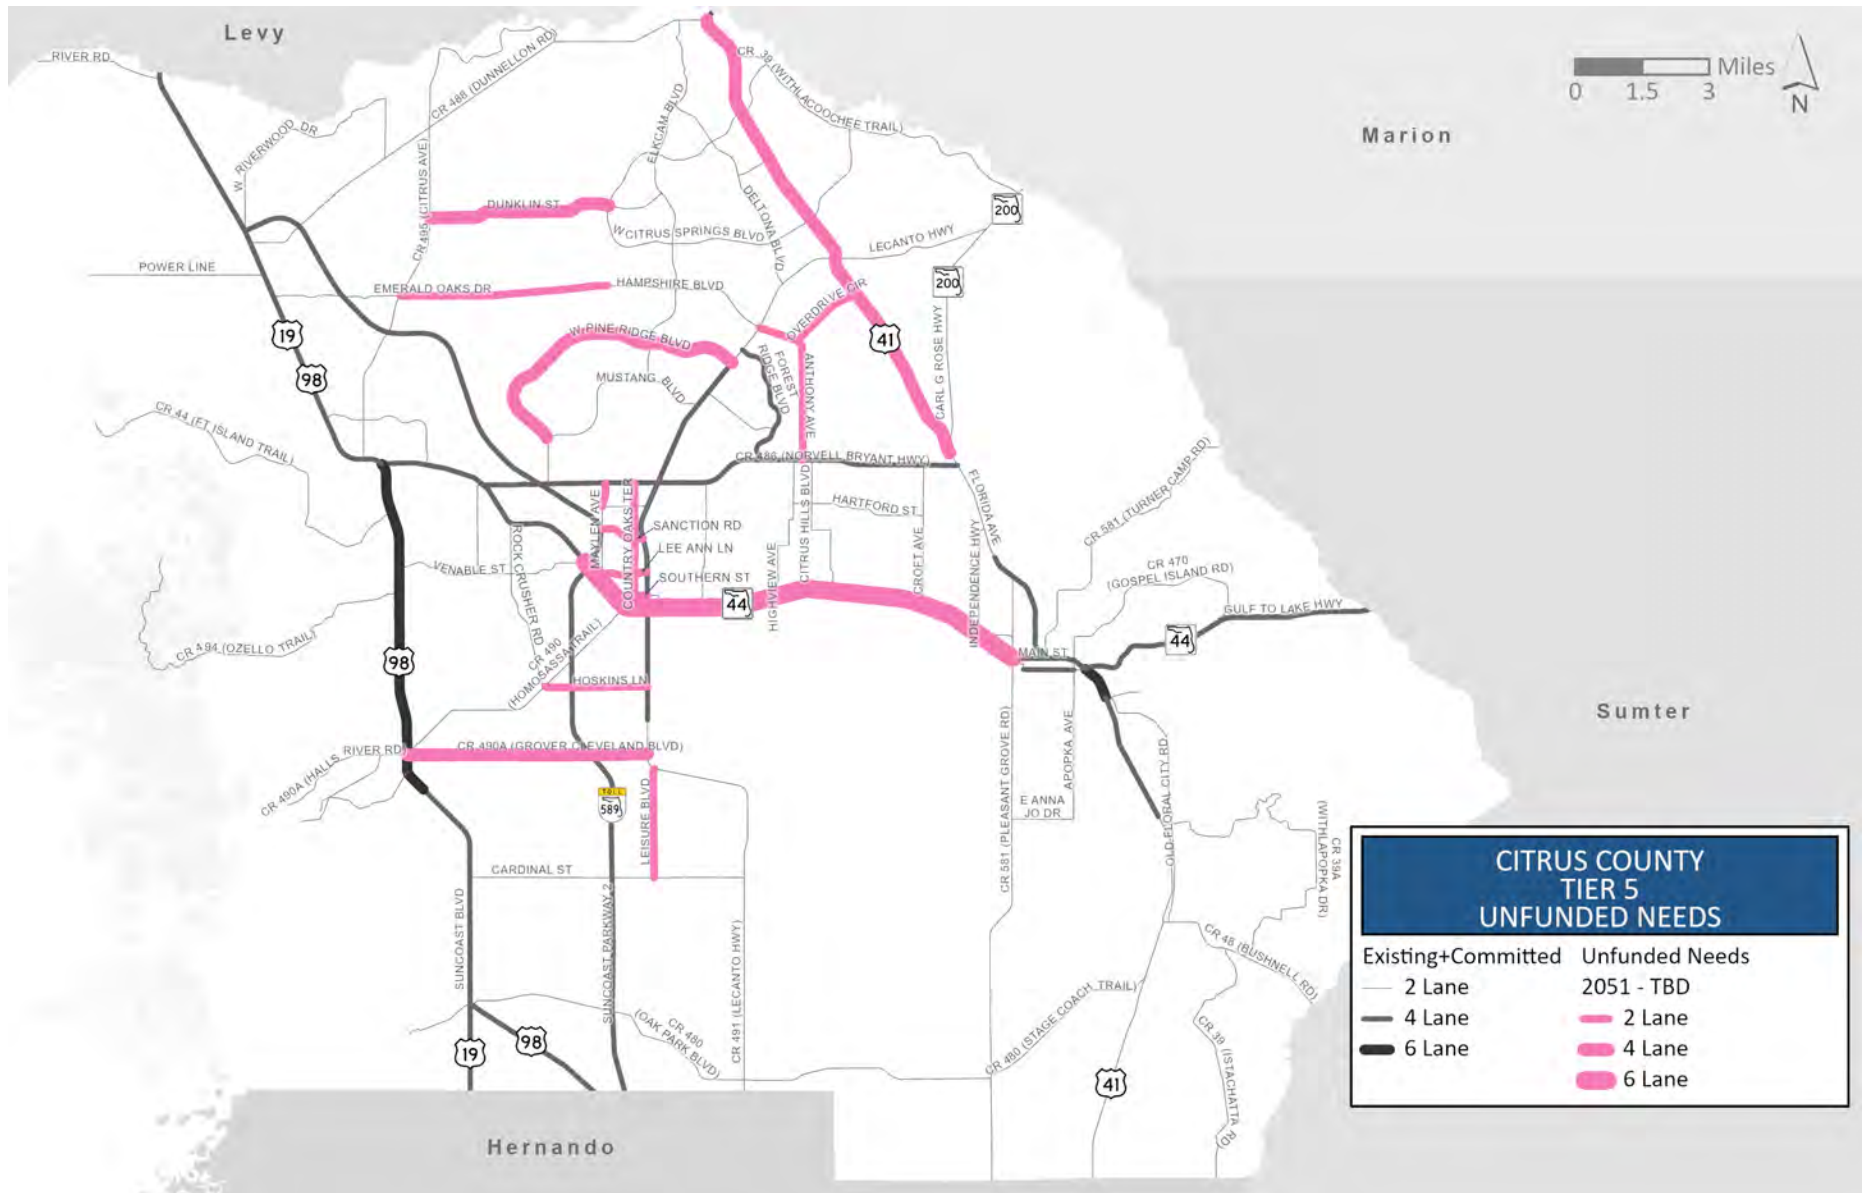 Levy
RIVER RD
CR 488 (DUNNELLON RD)
CR 39 (WITHLACOOCHEE TRAIL)
Miles
0 1.5 3
N
Marion
W RIVERWOOD DR
ELKCAM BLVD
CR 495 (CITRUS AVE)
DUNKLIN ST
DELTONA BLVD
200
W CITRUS SPRINGS BLVD
LECANTO HWY
POWER LINE
200
EMERALD OAKS DR
HAMPSHIRE BLVD
OVERDRIVE CIR
19
W PINE RIDGE BLVD
41
98
MUSTANG BLVD
FOREST
RIDGE BLVD
ANTHONY AVE
CARL G ROSE HWY
CR 44 (FT ISLAND TRAIL)
CR 486 (NORVELL BRYANT HWY)
CR 581 (TURNER CAMP RD)
FLORIDA AVE
MAYLEN AVE
COUNTRY OAKS TER
HARTFORD ST
CITRUS HILLS BLVD
SANCTION RD
ROCK CRUSHER RD
LEE ANN LN
VENABLE ST
SOUTHERN ST
HIGHVIEW AVE
CROFT AVE
INDEPENDENCE HWY
CR 470
(GOSPEL ISLAND RD)
44
GULF TO LAKE HWY
CR 494 (OZELLO TRAIL)
98
CR 490
(HOMOSASSA TRAIL)
MAIN ST
44
HOSKINS LN
Sumter
CR 490A (HALLS
RIVER RD)
CR 490A (GROVER CLEVELAND BLVD)
CR 581 (PLEASANT GROVE RD)
APOPKA AVE
OLD FLORAL CITY RD
TOLL
589
LEISURE BLVD
E ANNA
JO DR
CR 39A
(WITHLAPOPKA DR)
CARDINAL ST
SUNCOAST BLVD
SUNCOAST PARKWAY 2
CR 491 (LECANTO HWY)
CR 48 (BUSHNELL RD)
CR 480
(OAK PARK BLVD)
CR 480 (STAGE COACH TRAIL)
CR 39 (ISTACHATTA
RD)
19
98
41
Hernando
CITRUS COUNTY
TIER 5
UNFUNDED NEEDS
Existing+Committed
2 Lane
4 Lane
6 Lane
Unfunded Needs
2051 - TBD
2 Lane
4 Lane
6 Lane